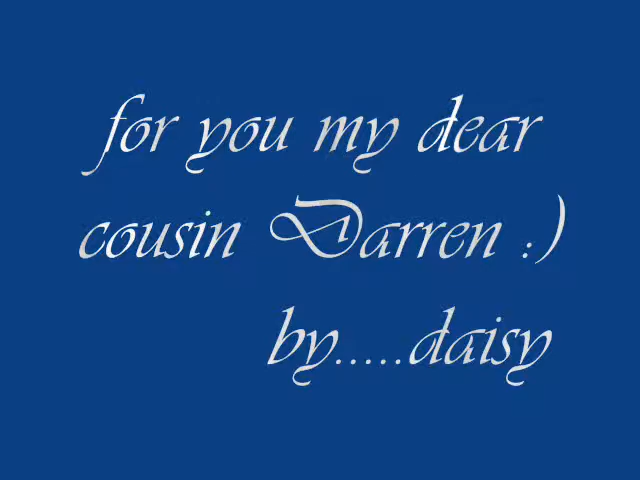 for you my dear
cousin Darren :)
by.....daisy